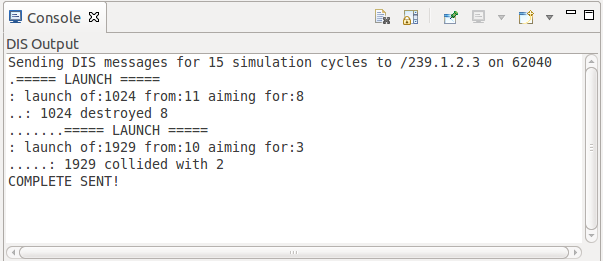 Console
DIS Output
Sending DIS messages for 15 simulation cycles to /239.1.2.3 on 62040
.===== LAUNCH =====
: launch of:1024 from:11 aiming for:8
..: 1024 destroyed 8
.......===== LAUNCH =====
: launch of:1929 from:10 aiming for:3
.....: 1929 collided with 2
COMPLETE SENT!